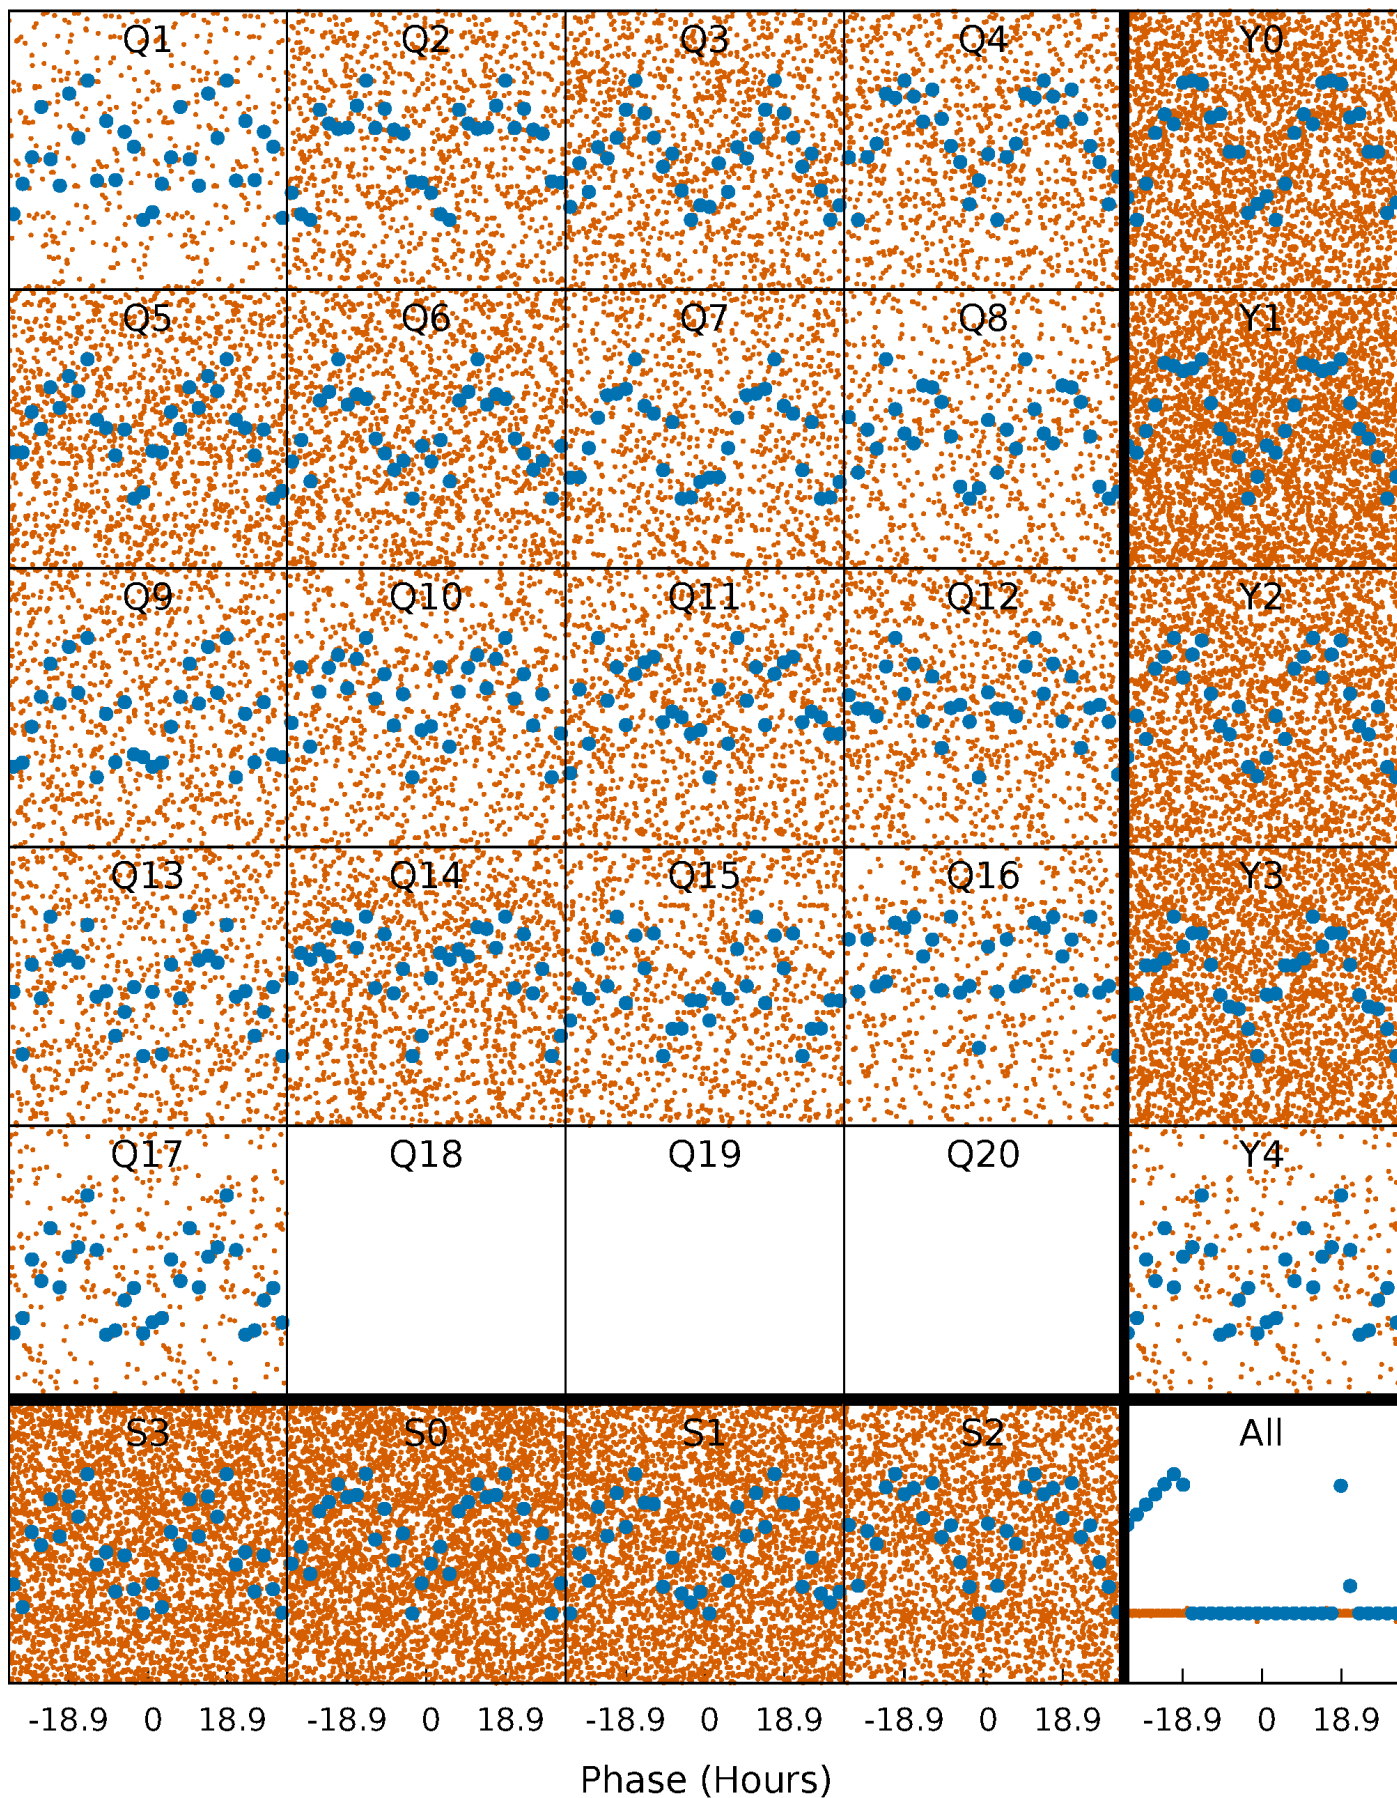 Q1 Q2 Q3 Q4 Y0
Q5 Q6 Q7 Q8 Y1
Q9 Q10 Q11 Q12 Y2
Q13 Q14 Q15 Q16 Y3
Q17 Q18 Q19 Q20 Y4
S3 S0 S1 S2 All
-18.9 0 18.9 -18.9 0 18.9 -18.9 0 18.9 -18.9 0 18.9 -18.9 0 18.9
Phase (Hours)